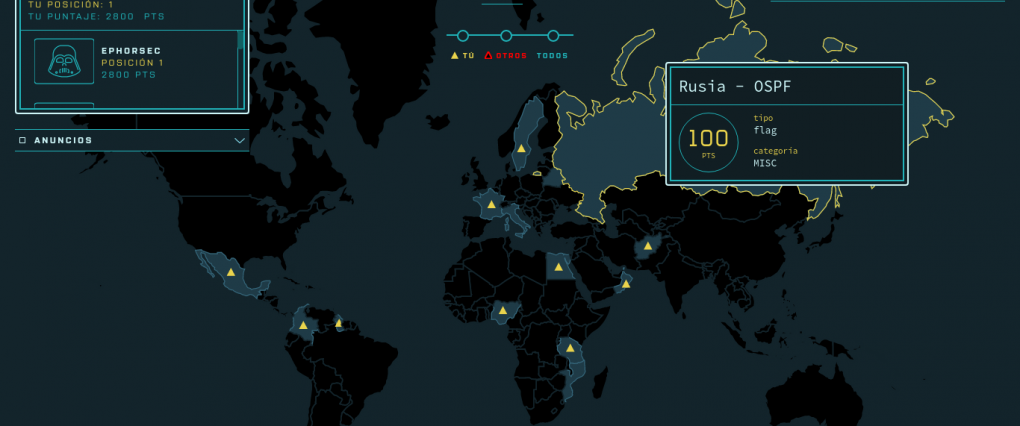 TU POSICIÓN: 1
TU PUNTAJE: 2800 PTS
EPHORSEC
POSICIÓN 1
2800 PTS
ANUNCIOS
TÚ OTROS TODOS
Rusia - OSPF
100
PTS
tipo
flag
categoría
MISC